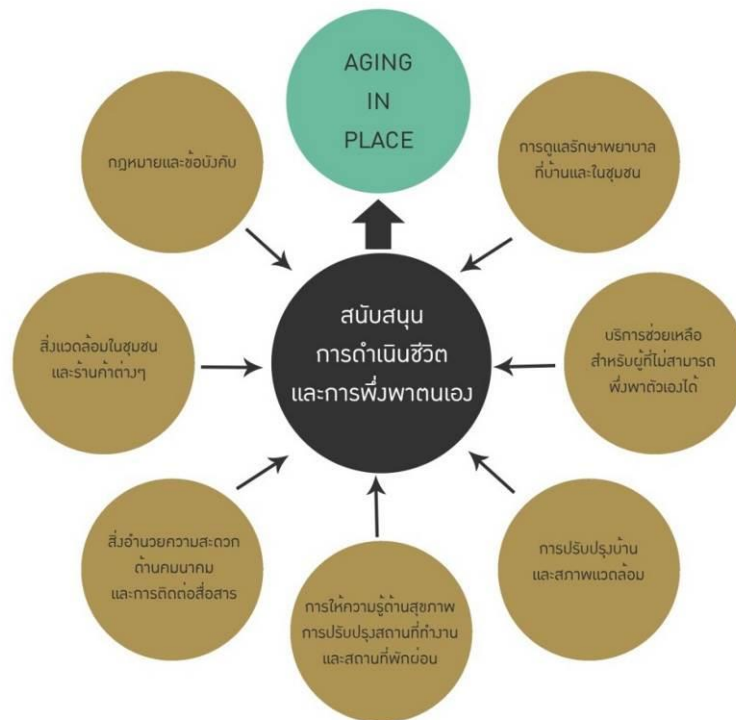 AGING
IN
PLACE
กฎหมายและข้อบังคับ
การดูแลรักษาพยาบาล
ที่บ้านและในชุมชน
สนับสนุน
การดำเนินชีวิต
และการพึ่งพาตนเอง
สิ่งแวดล้อมในชุมชน
และร้านค้าต่างๆ
บริการช่วยเหลือ
สำหรับผู้ที่ไม่สามารถ
พึ่งพาตัวเองได้
สิ่งอำนวยความสะดวก
ด้านคมนาคม
และการติดต่อสื่อสาร
การปรับปรุงบ้าน
และสภาพแวดล้อม
การให้ความรู้ด้านสุขภาพ
การปรับปรุงสถานที่ทำงาน
และสถานที่พักผ่อน